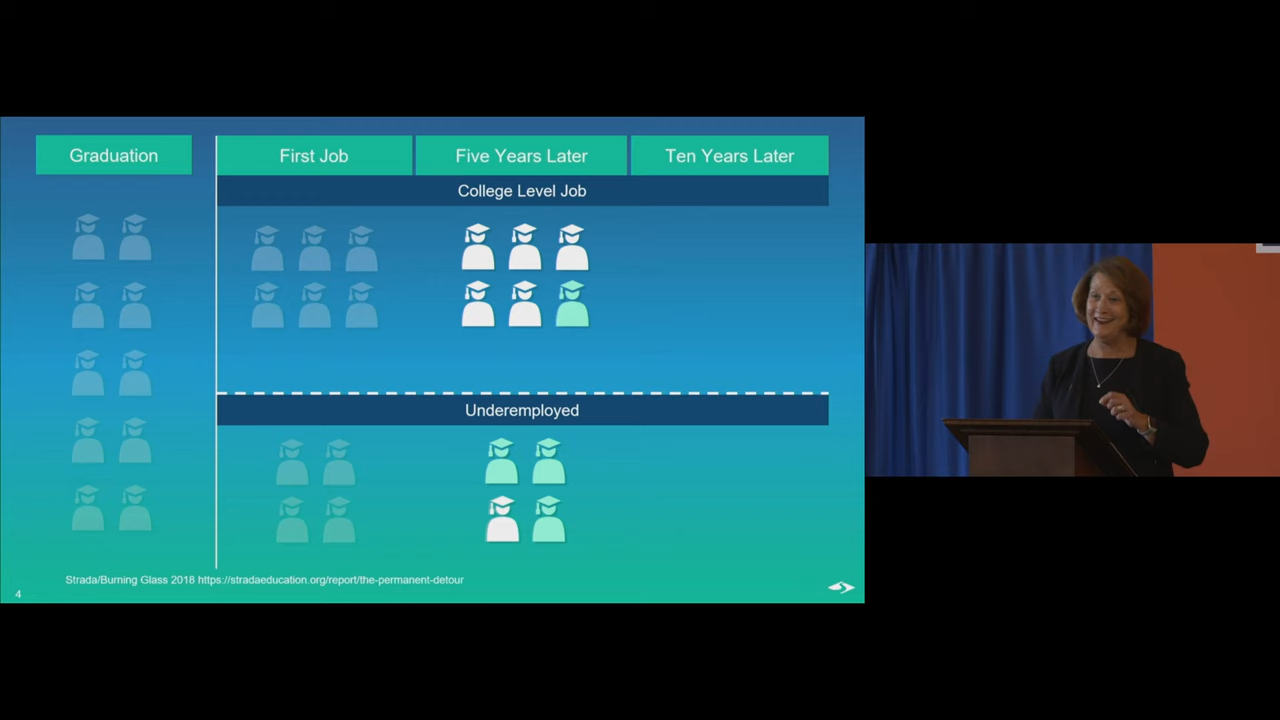 Graduation
First Job
Five Years Later
Ten Years Later
College Level Job
Underemployed
Strada/Burning Glass 2018 https://stradaeducation.org/report/the-permanent-detour
4